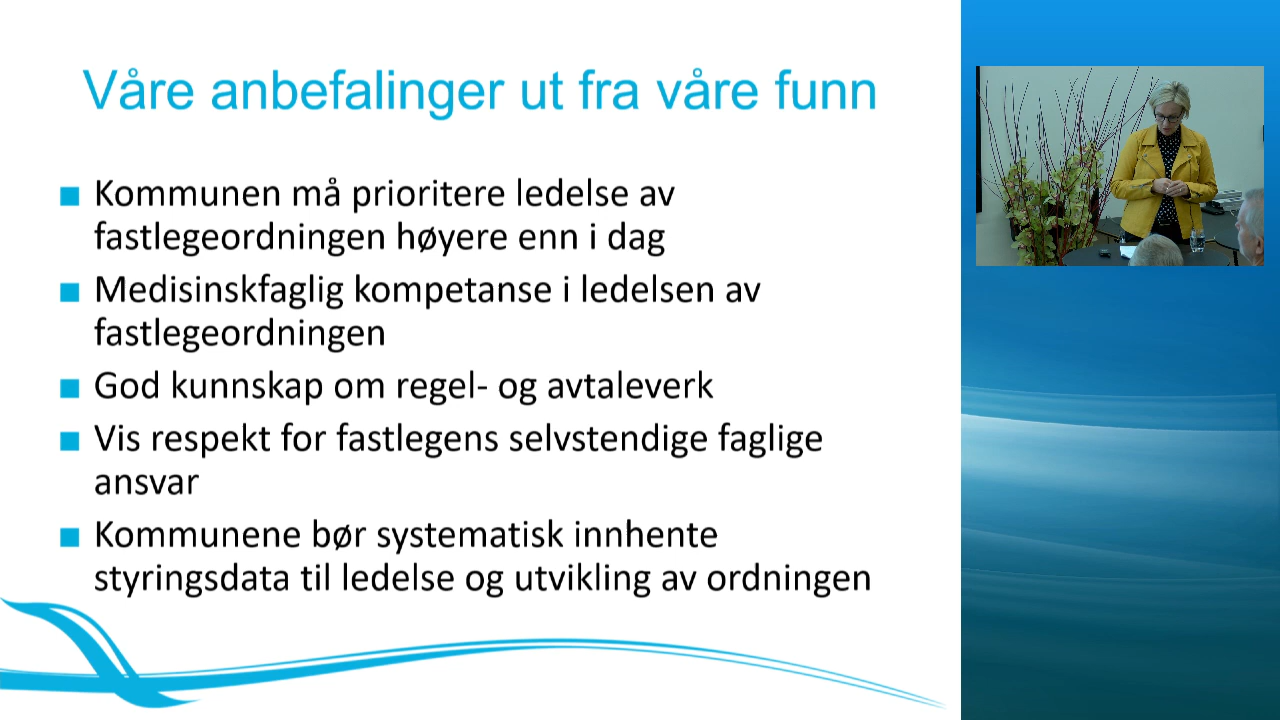 Våre anbefalinger ut fra våre funn
Kommunen må prioritere ledelse av
fastlegeordningen høyere enn i dag
Medisinskfaglig kompetanse i ledelsen av
fastlegeordningen
God kunnskap om regel- og avtaleverk
Vis respekt for fastlegens selvstendige faglige
ansvar
Kommunene bør systematisk innhente
styringsdata til ledelse og utvikling av ordningen